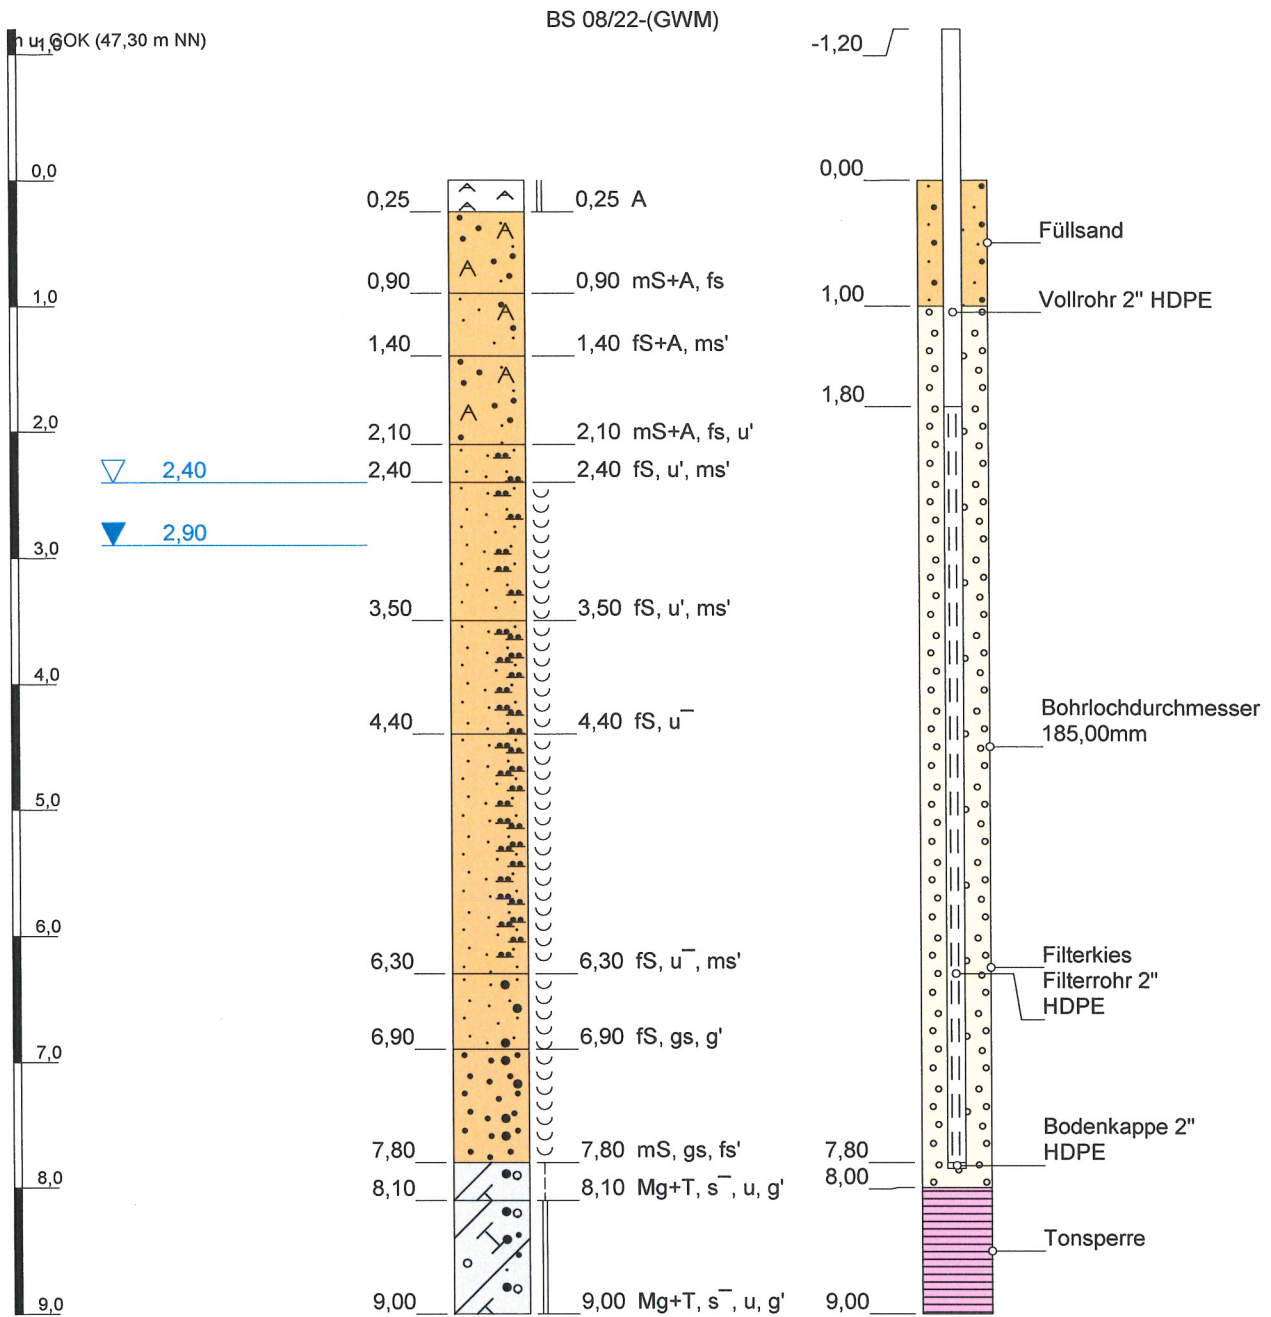 BS 08/22-(GWM)
m u. GOK (47,30 m NN)
-1,0
0,0
1,0
2,0
3,0
4,0
5,0
6,0
7,0
8,0
9,0
2,40
2,90
0,25 0,25 A
0,90 0,90 mS+A, fs
1,40 1,40 fS+A, ms'
2,10 2,10 mS+A, fs, u'
2,40 2,40 fS, u', ms'
3,50 3,50 fS, u', ms'
4,40 4,40 fS, u¯
6,30 6,30 fS, u¯, ms'
6,90 6,90 fS, gs, g'
7,80 7,80 mS, gs, fs'
8,10 8,10 Mg+T, s¯, u, g'
9,00 9,00 Mg+T, s¯, u, g'
-1,20
0,00
1,00
1,80
7,80
8,00
9,00
Füllsand
Vollrohr 2" HDPE
Bohrlochdurchmesser
185,00mm
Filterkies
Filterrohr 2"
HDPE
Bodenkappe 2"
HDPE
Tonsperre